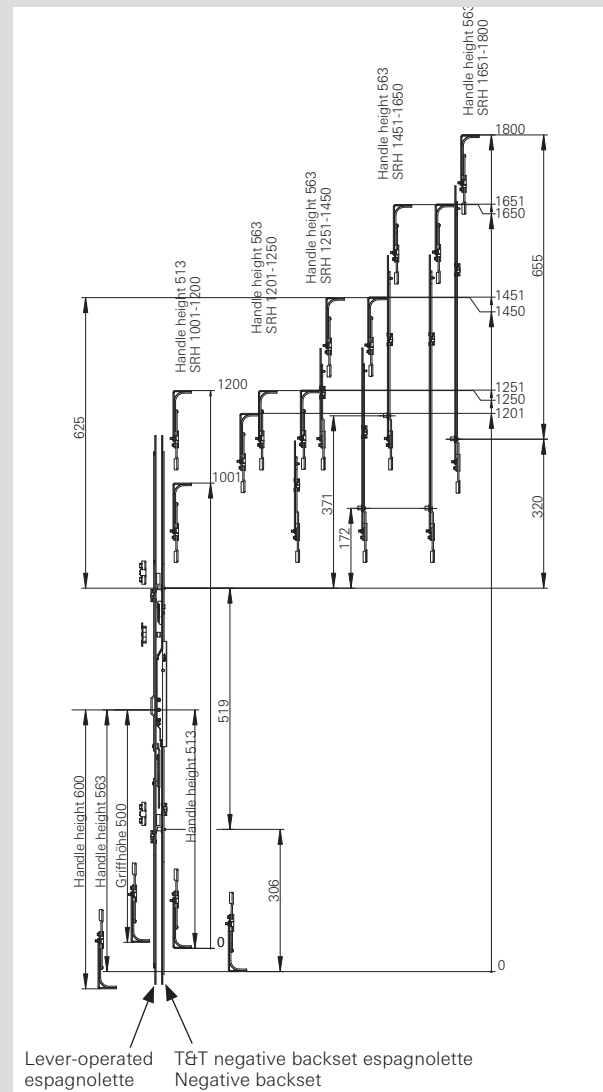 Handle height 563
SRH 1651-1800
Handle height 563
SRH 1451-1650
Handle height 563
SRH 1251-1450
Handle height 563
SRH 1201-1250
Handle height 513
SRH 1001-1200
1800
1651
1650
655
1451
1450
1200
1251
1250
1201
625
1001
371
172
320
519
Handle height 600
Handle height 563
Griffhöhe 500
Handle height 513
306
0
0
Lever-operated
espagnolette
T&T negative backset espagnolette
Negative backset